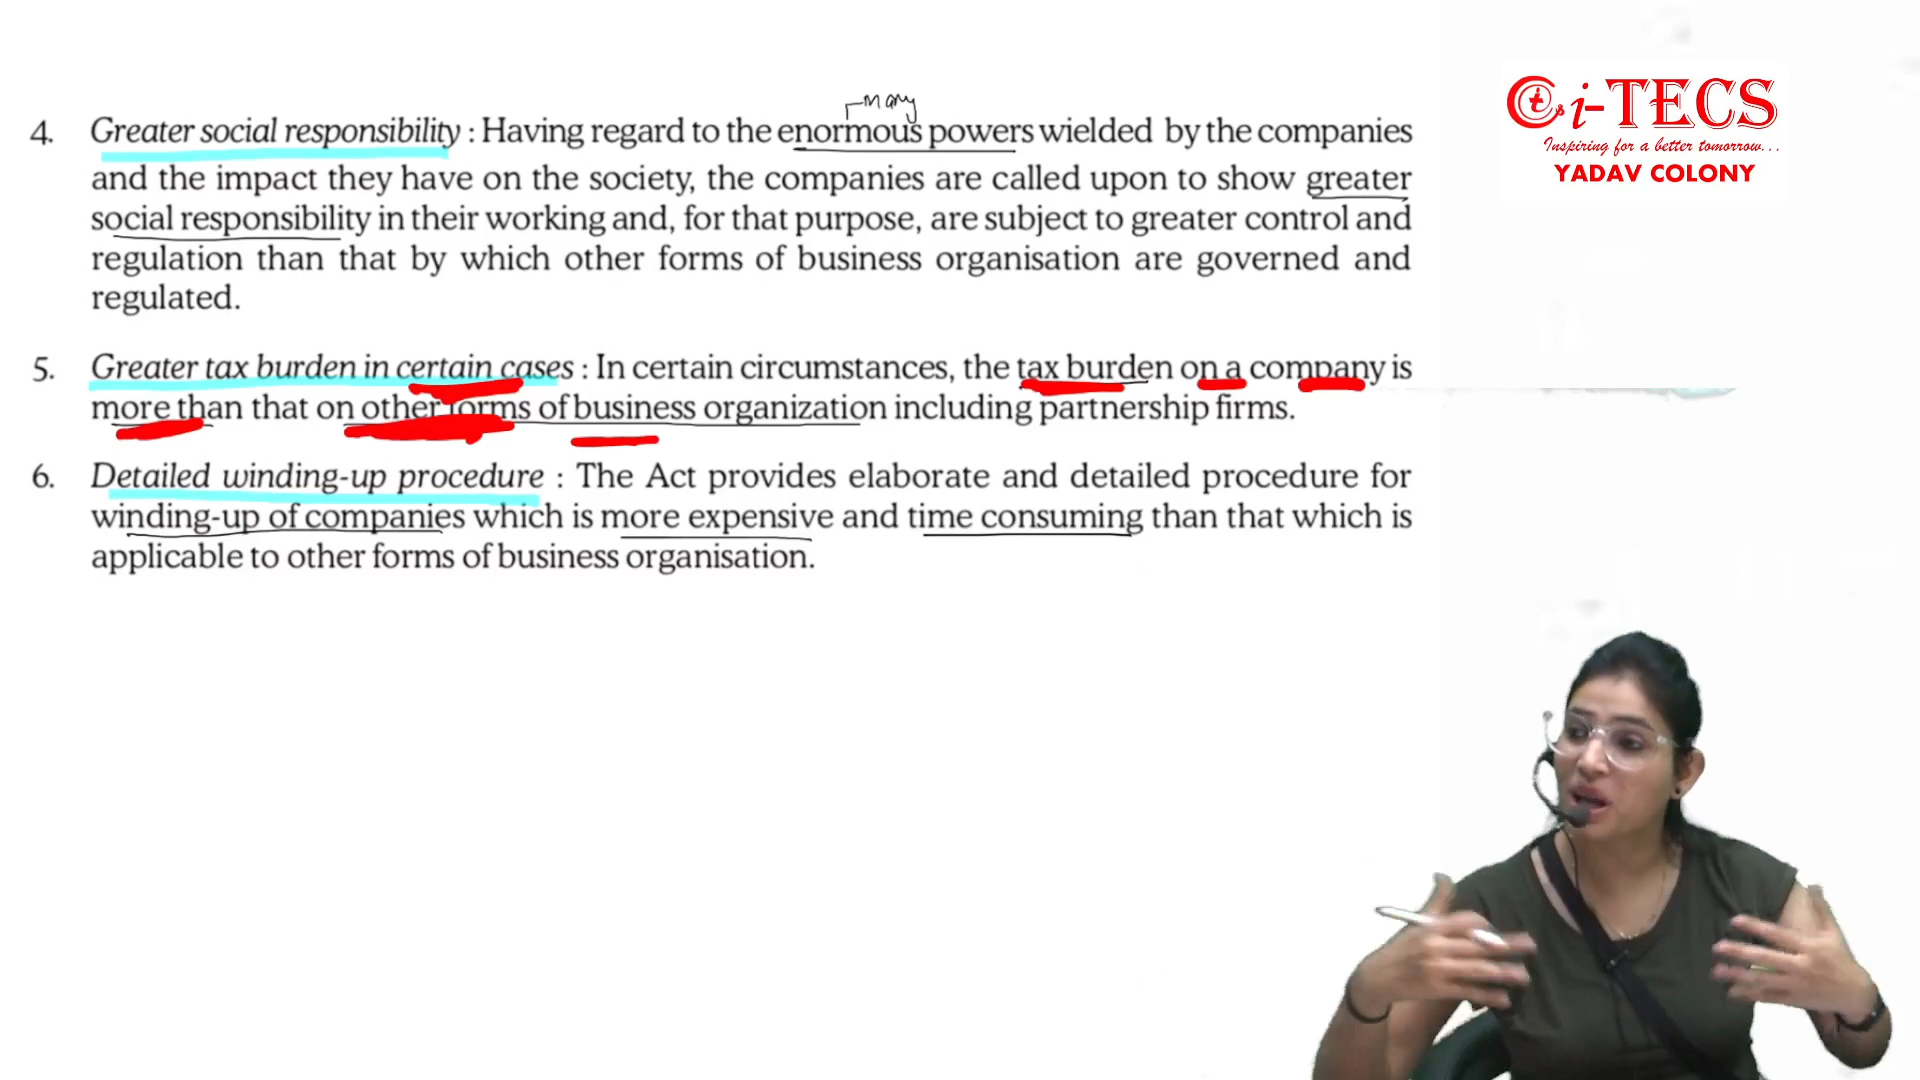 many
4. Greater social responsibility : Having regard to the enormous powers wielded by the companies
and the impact they have on the society, the companies are called upon to show greater
social responsibility in their working and, for that purpose, are subject to greater control and
regulation than that by which other forms of business organisation are governed and
regulated.
5. Greater tax burden in certain cases : In certain circumstances, the tax burden on a company is
more than that on other forms of business organization including partnership firms.
6. Detailed winding-up procedure : The Act provides elaborate and detailed procedure for
winding-up of companies which is more expensive and time consuming than that which is
applicable to other forms of business organisation.
i-TECS
Inspiring for a better tomorrow...
YADAV COLONY